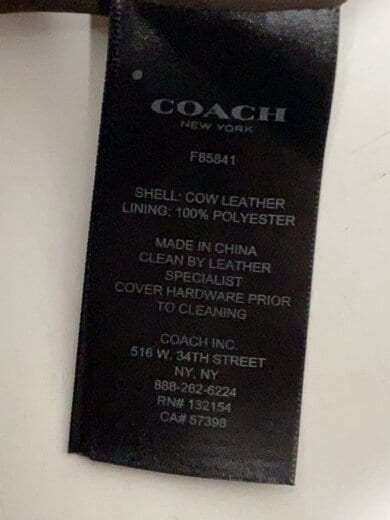 COACH
NEW YORK
F85841
SHELL: COW LEATHER
LINING: 100% POLYESTER
MADE IN CHINA
CLEAN BY LEATHER
SPECIALIST
COVER HARDWARE PRIOR
TO CLEANING
COACH INC.
516 W. 34TH STREET
NY, NY
888-262-6224
RN# 132154
CA# 57398